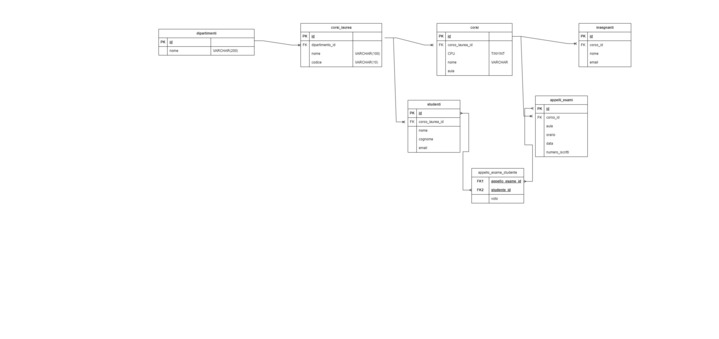 dipartimenti
PK id
nome VARCHAR(200)
corsi_laurea
PK id
FK dipartimento_id
nome VARCHAR(100)
codice VARCHAR(10)
corsi
PK id
FK corso_laurea_id
CFU TINYINT
nome VARCHAR
aula
insegnanti
PK id
FK corso_id
nome
email
studenti
PK id
FK corso_laurea_id
nome
cognome
email
appelli_esami
PK id
FK corso_id
aula
orario
data
numero_iscritti
appello_esame_studente
FK1 appello_esame_id
FK2 studente_id
voto